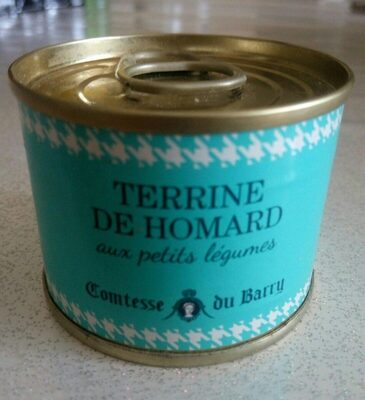 TERRINE
DE HOMARD
aux petits légumes
Comtesse du Barry